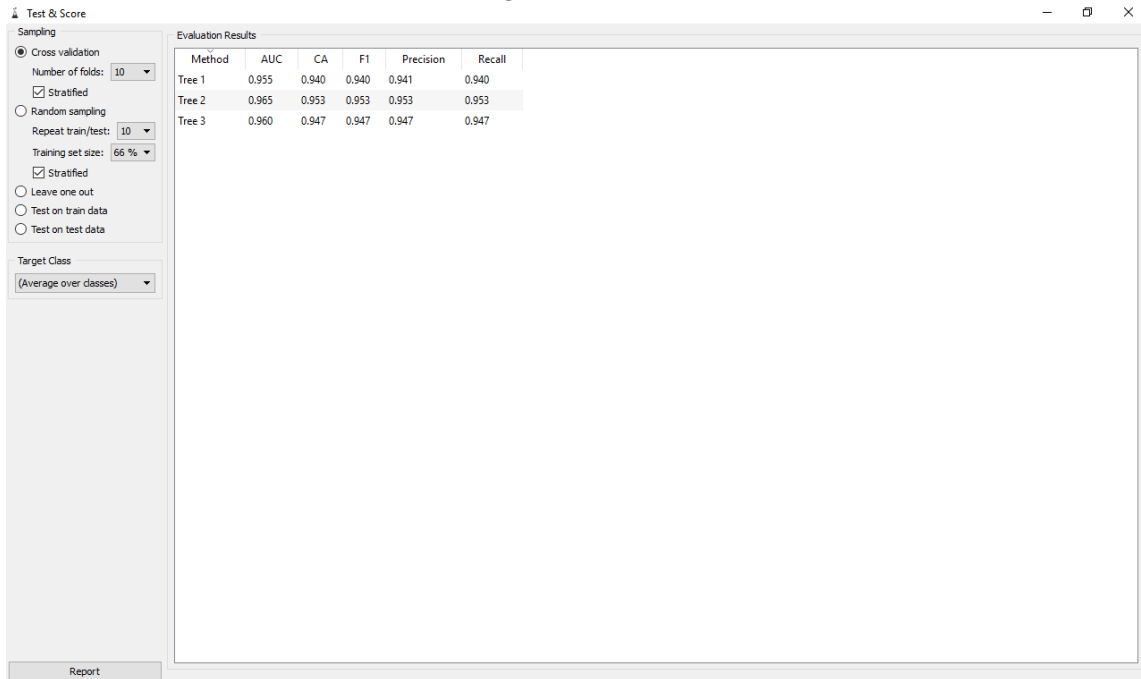 Test & Score
Sampling
Cross validation
Number of folds: 10
Stratified
Random sampling
Repeat train/test: 10
Training set size: 66 %
Stratified
Leave one out
Test on train data
Test on test data
Target Class
(Average over classes)
Report
Evaluation Results
Method AUC CA F1 Precision Recall
Tree 1 0.955 0.940 0.940 0.941 0.940
Tree 2 0.965 0.953 0.953 0.953 0.953
Tree 3 0.960 0.947 0.947 0.947 0.947